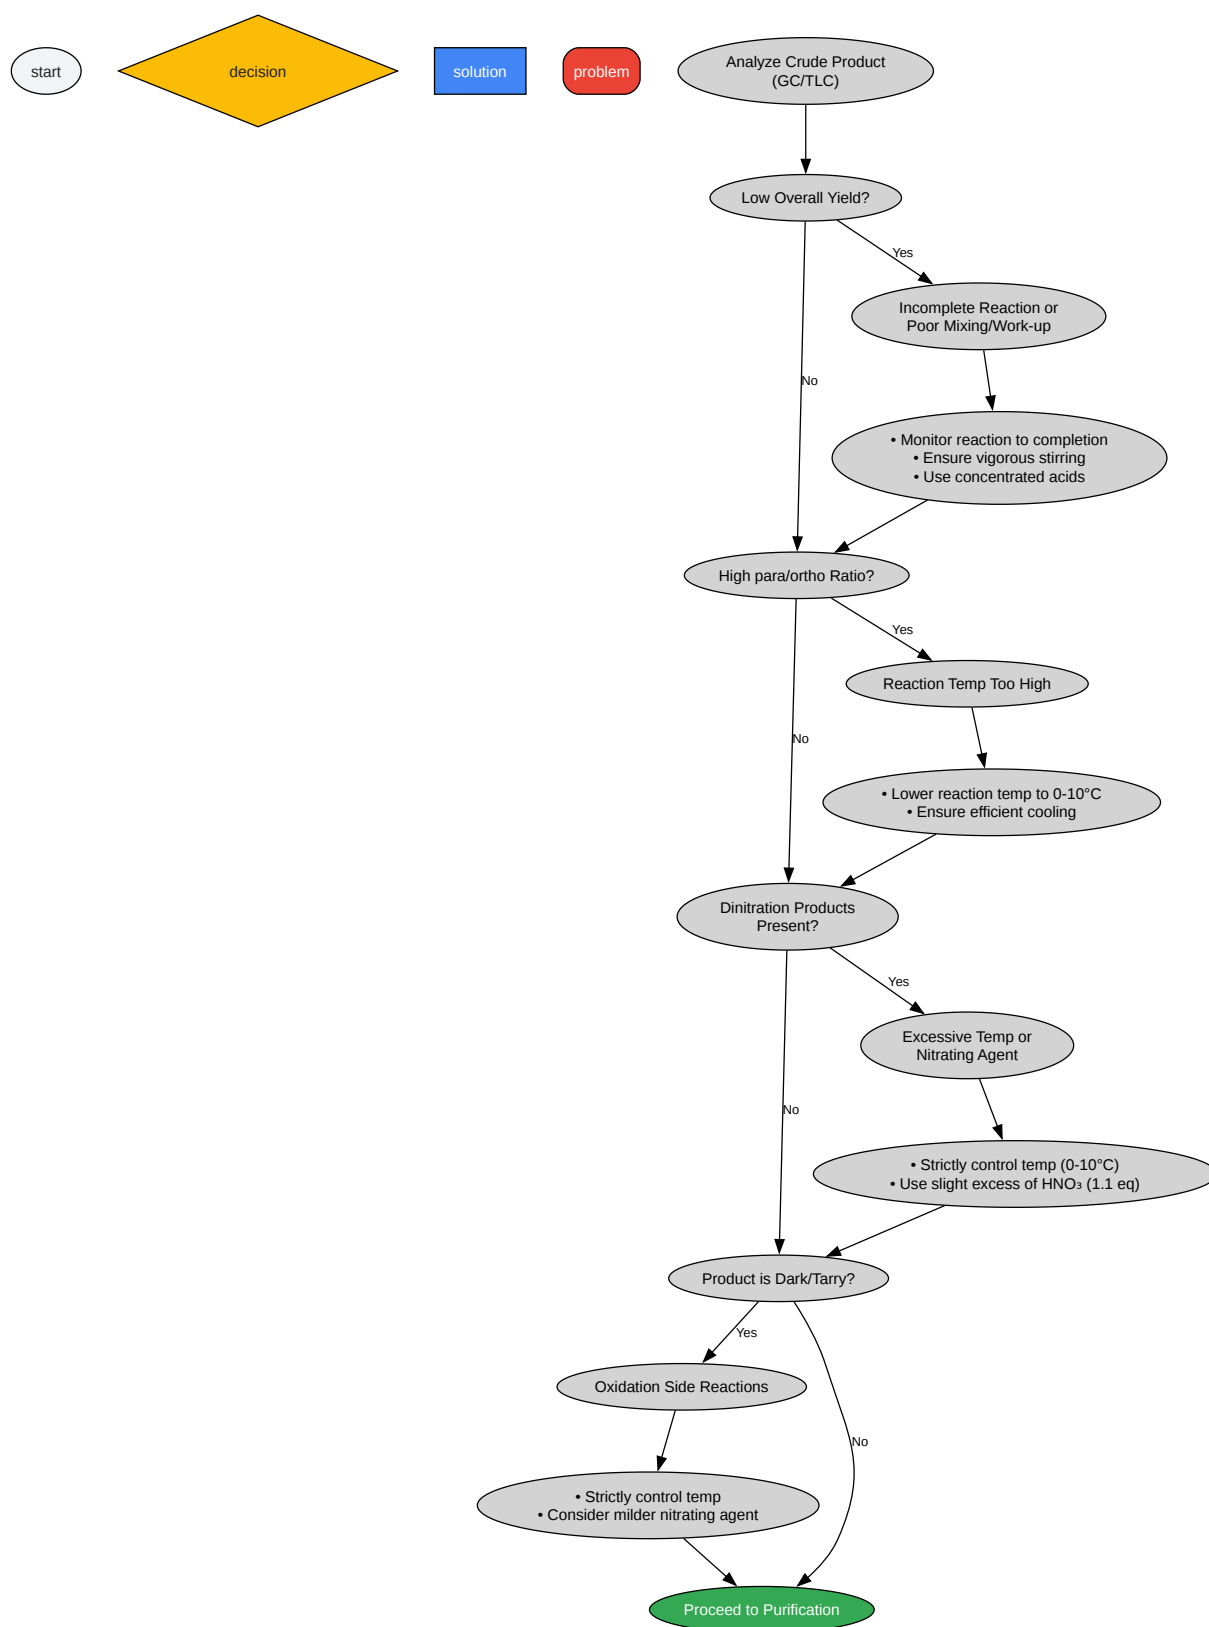 start
decision
solution
problem
Analyze Crude Product
(GC/TLC)
Low Overall Yield?
Yes
Incomplete Reaction or
Poor Mixing/Work-up
No
• Monitor reaction to completion
• Ensure vigorous stirring
• Use concentrated acids
High para/ortho Ratio?
Yes
Reaction Temp Too High
No
• Lower reaction temp to 0-10°C
• Ensure efficient cooling
Dinitration Products
Present?
Yes
Excessive Temp or
Nitrating Agent
No
• Strictly control temp (0-10°C)
• Use slight excess of HNO₃ (1.1 eq)
Product is Dark/Tarry?
Yes
Oxidation Side Reactions
No
• Strictly control temp
• Consider milder nitrating agent
Proceed to Purification